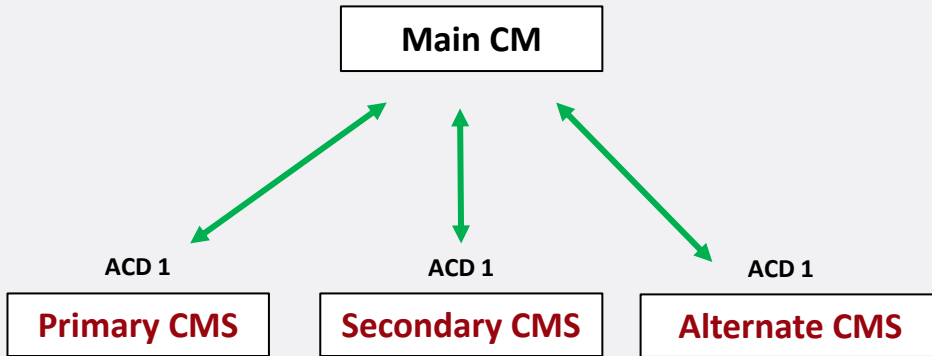 Main CM
ACD 1
ACD 1
ACD 1
Primary CMS
Secondary CMS
Alternate CMS